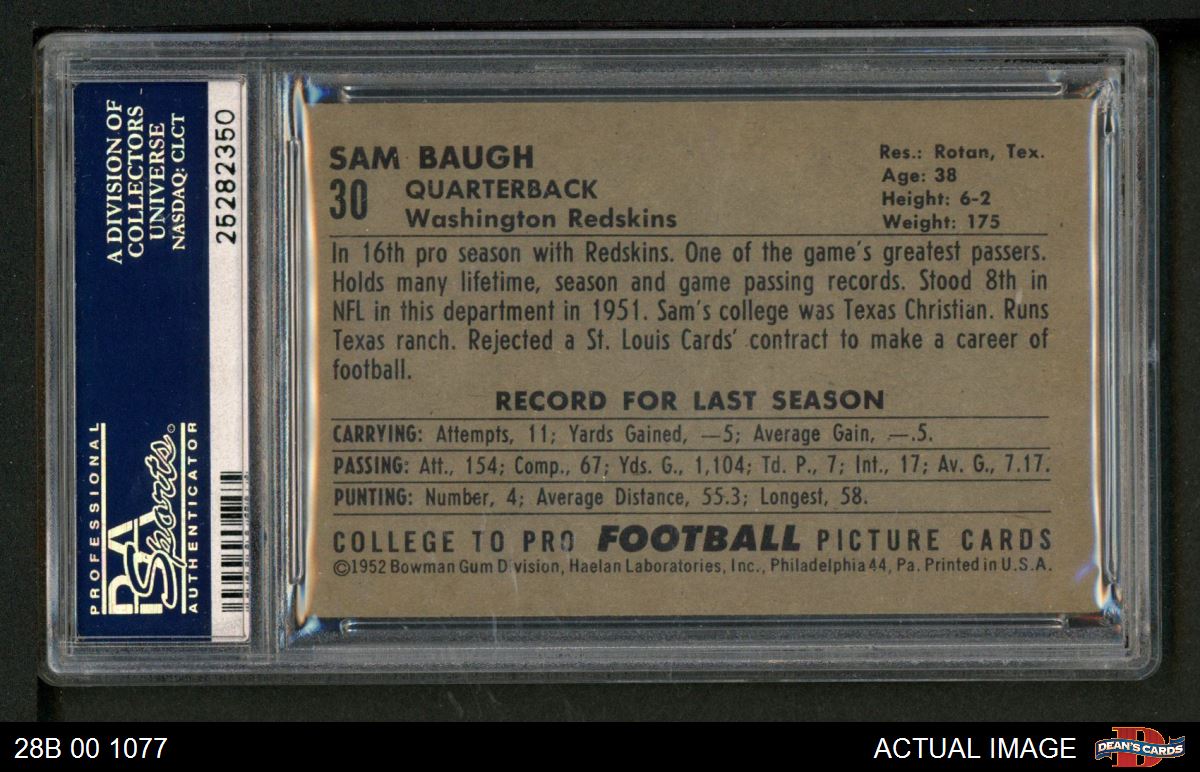 A DIVISION OF
COLLECTORS
UNIVERSE
NASDAQ: CLCT
25282350
PROFESSIONAL
PSA
Sports
AUTHENTICATOR
SAM BAUGH
30 QUARTERBACK
Washington Redskins
Res.: Rotan, Tex.
Age: 38
Height: 6-2
Weight: 175
In 16th pro season with Redskins. One of the game's greatest passers.
Holds many lifetime, season and game passing records. Stood 8th in
NFL in this department in 1951. Sam's college was Texas Christian. Runs
Texas ranch. Rejected a St. Louis Cards' contract to make a career of
football.
RECORD FOR LAST SEASON
CARRYING: Attempts, 11; Yards Gained, —5; Average Gain, —.5.
PASSING: Att., 154; Comp., 67; Yds. G., 1,104; Td. P., 7; Int., 17; Av. G., 7.17.
PUNTING: Number, 4; Average Distance, 55.3; Longest, 58.
COLLEGE TO PRO FOOTBALL PICTURE CARDS
©1952 Bowman Gum Division, Haelan Laboratories, Inc., Philadelphia 44, Pa. Printed in U.S.A.
28B 00 1077
ACTUAL IMAGE
D
DEAN'S CARDS